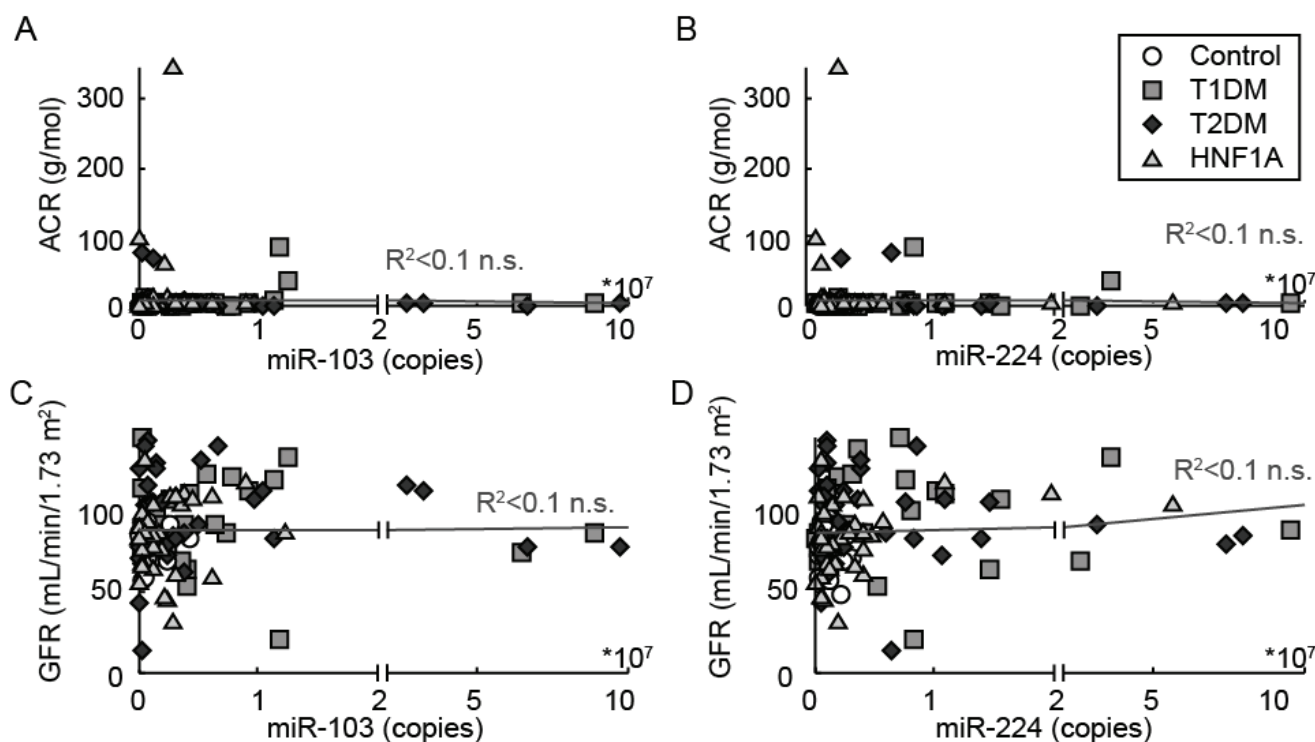 A
ACR (g/mol)
300
200
100
0
R²<0.1 n.s.
*10⁷
0 1 2 5 10
miR-103 (copies)
B
ACR (g/mol)
300
200
100
0
R²<0.1 n.s.
*10⁷
0 1 2 5 10
miR-224 (copies)
Control
T1DM
T2DM
HNF1A
C
GFR (mL/min/1.73 m²)
100
50
0
R²<0.1 n.s.
*10⁷
0 1 2 5 10
miR-103 (copies)
D
GFR (mL/min/1.73 m²)
100
50
0
R²<0.1 n.s.
*10⁷
0 1 2 5 10
miR-224 (copies)